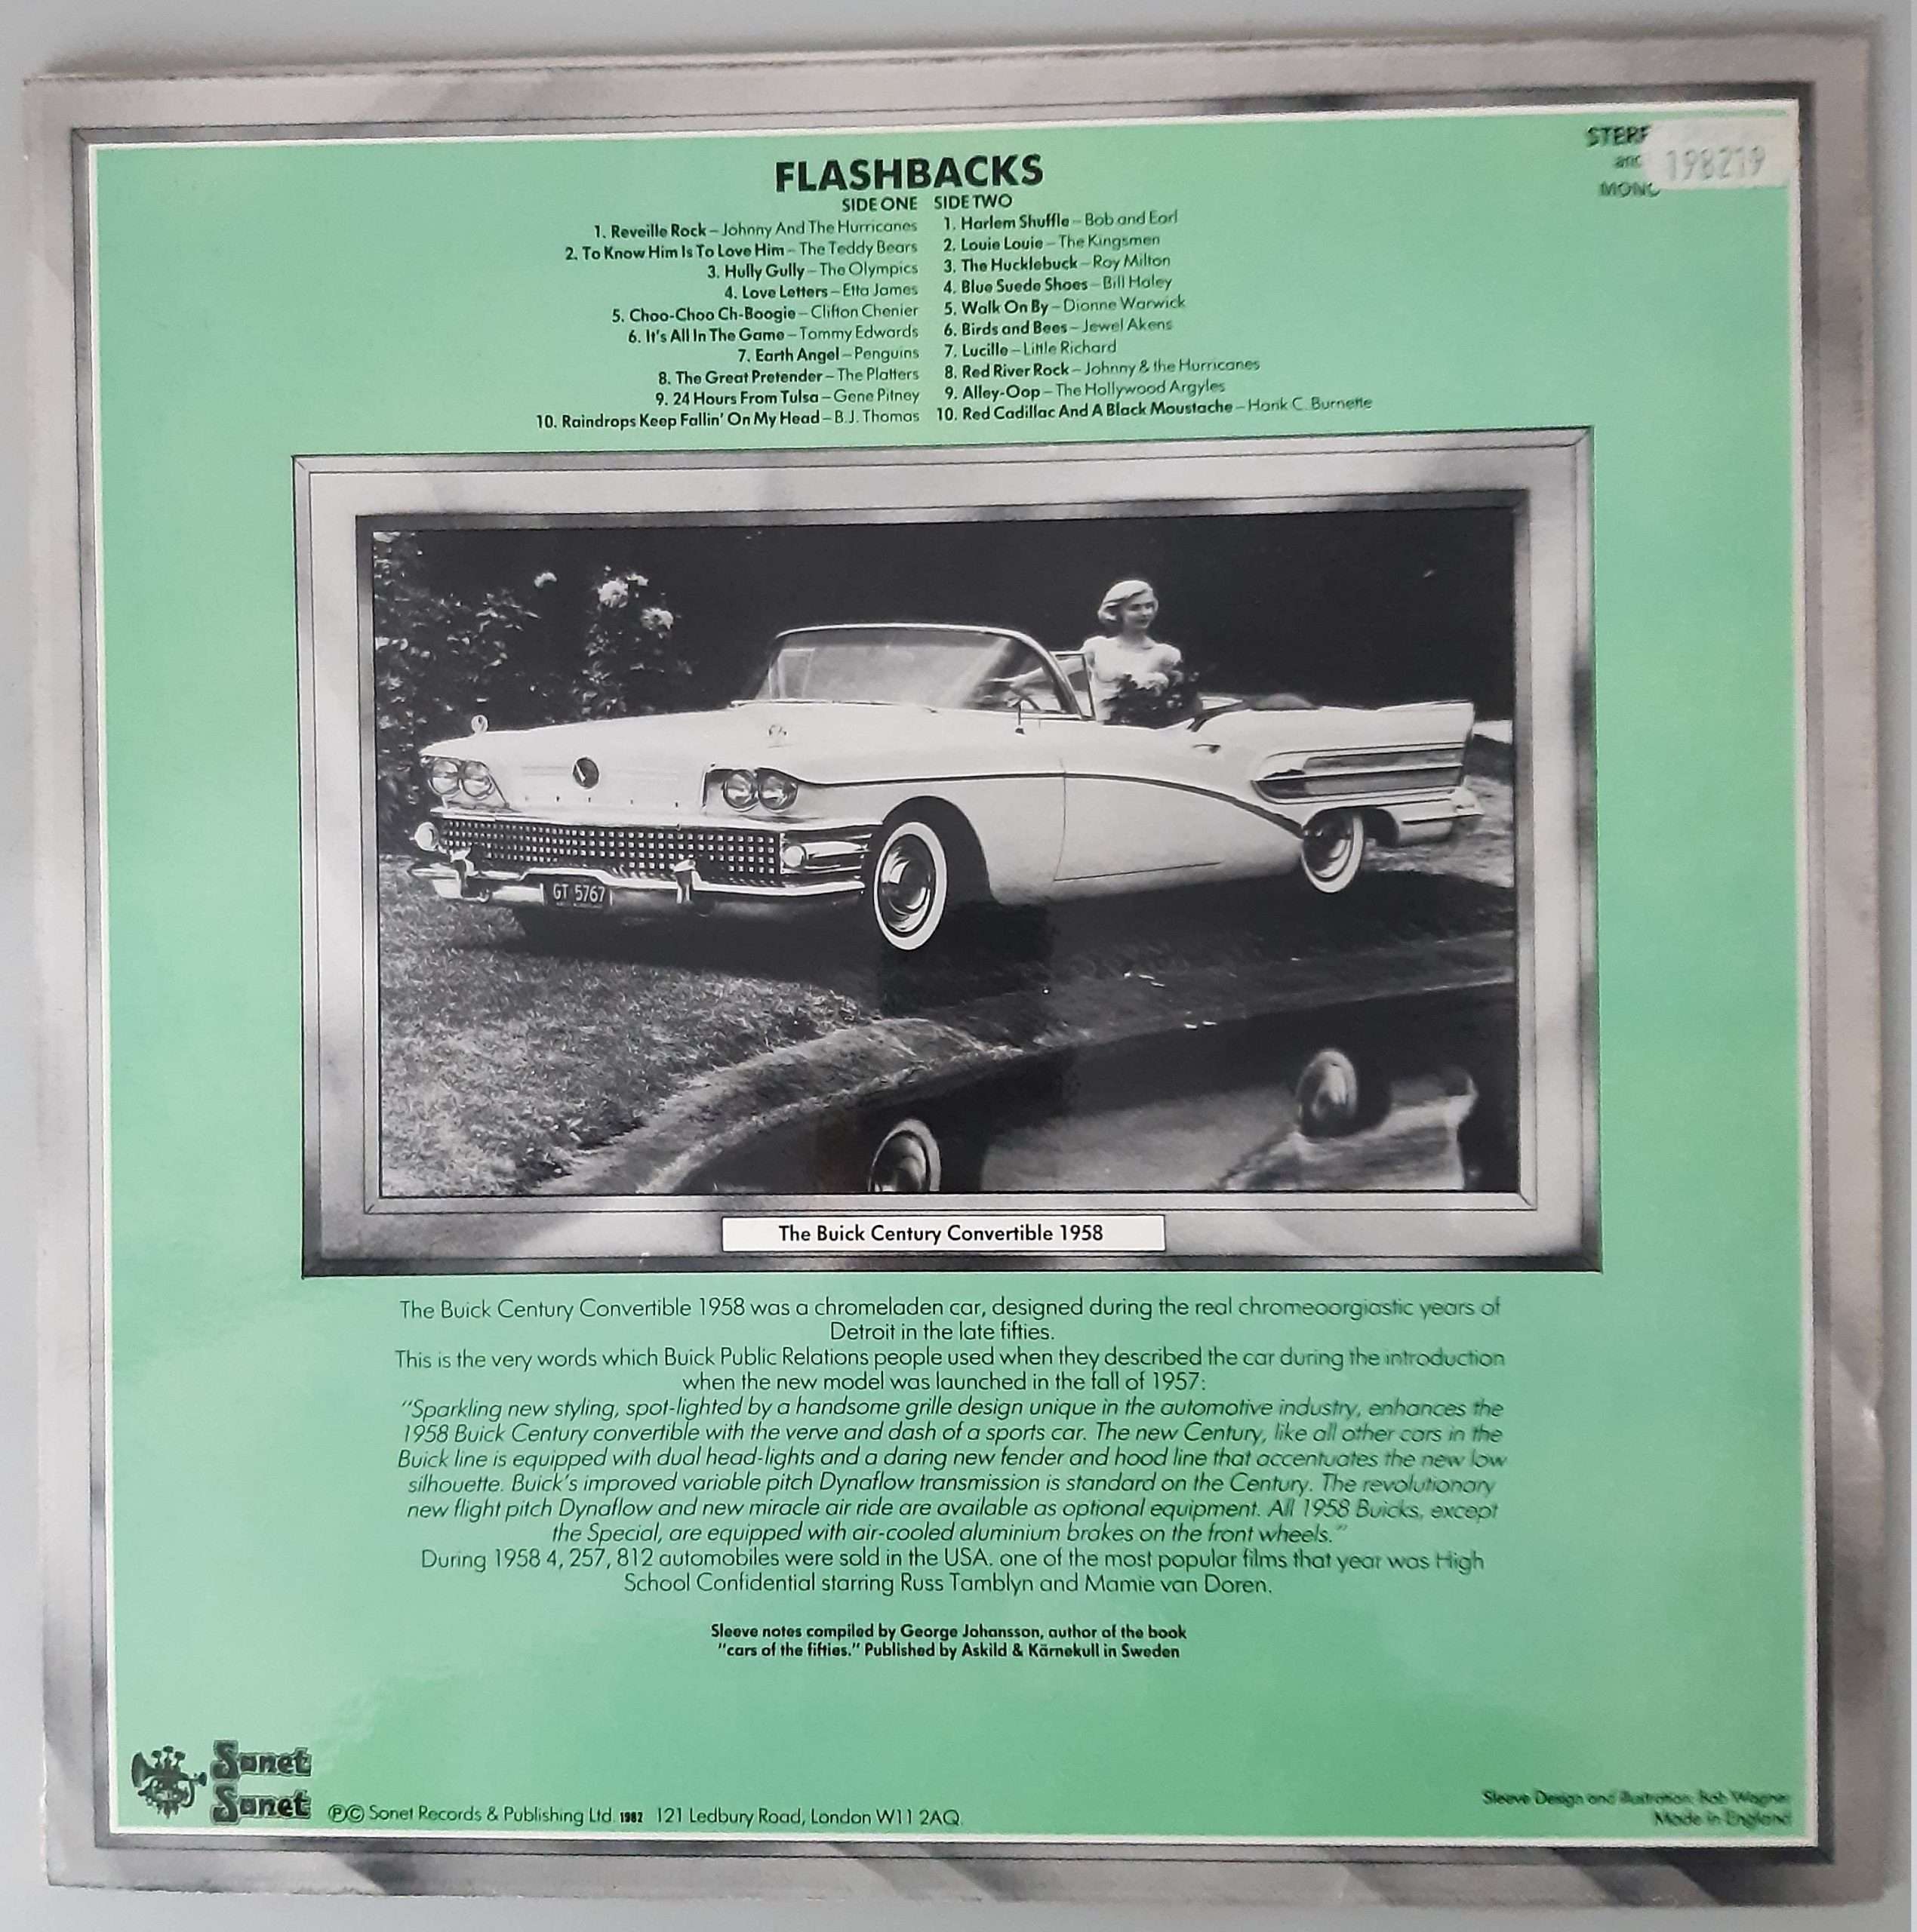 FLASHBACKS
STERE
and
MONO
198219
SIDE ONE
1. Reveille Rock – Johnny And The Hurricanes
2. To Know Him Is To Love Him – The Teddy Bears
3. Hully Gully – The Olympics
4. Love Letters – Etta James
5. Choo-Choo Ch-Boogie – Clifton Chenier
6. It's All In The Game – Tommy Edwards
7. Earth Angel – Penguins
8. The Great Pretender – The Platters
9. 24 Hours From Tulsa – Gene Pitney
10. Raindrops Keep Fallin' On My Head – B.J. Thomas
SIDE TWO
1. Harlem Shuffle – Bob and Earl
2. Louie Louie – The Kingsmen
3. The Hucklebuck – Roy Milton
4. Blue Suede Shoes – Bill Haley
5. Walk On By – Dionne Warwick
6. Birds and Bees – Jewel Akens
7. Lucille – Little Richard
8. Red River Rock – Johnny & the Hurricanes
9. Alley-Oop – The Hollywood Argyles
10. Red Cadillac And A Black Moustache – Hank C. Burnette
GT 5767
The Buick Century Convertible 1958
The Buick Century Convertible 1958 was a chromeladen car, designed during the real chromeoorgiastic years of
Detroit in the late fifties.
This is the very words which Buick Public Relations people used when they described the car during the introduction
when the new model was launched in the fall of 1957:
"Sparkling new styling, spot-lighted by a handsome grille design unique in the automotive industry, enhances the
1958 Buick Century convertible with the verve and dash of a sports car. The new Century, like all other cars in the
Buick line is equipped with dual head-lights and a daring new fender and hood line that accentuates the new low
silhouette. Buick's improved variable pitch Dynaflow transmission is standard on the Century. The revolutionary
new flight pitch Dynaflow and new miracle air ride are available as optional equipment. All 1958 Buicks, except
the Special, are equipped with air-cooled aluminium brakes on the front wheels."
During 1958 4, 257, 812 automobiles were sold in the USA. one of the most popular films that year was High
School Confidential starring Russ Tamblyn and Mamie van Doren.
Sleeve notes compiled by George Johansson, author of the book
"cars of the fifties." Published by Askild & Kärnekull in Sweden
Sonet
Sonet
℗© Sonet Records & Publishing Ltd. 1982 121 Ledbury Road, London W11 2AQ
Sleeve Design and illustration: Bob Wagner
Made in England